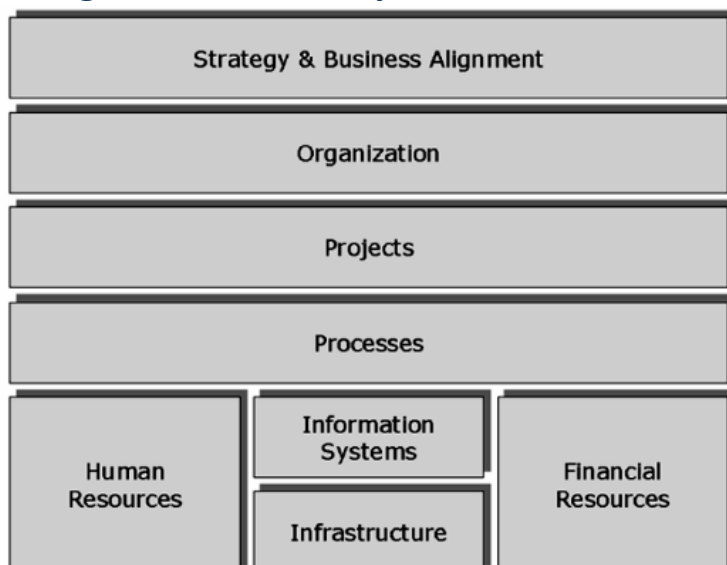 Strategy & Business Alignment
Organization
Projects
Processes
Human
Resources
Information
Systems
Infrastructure
Financial
Resources